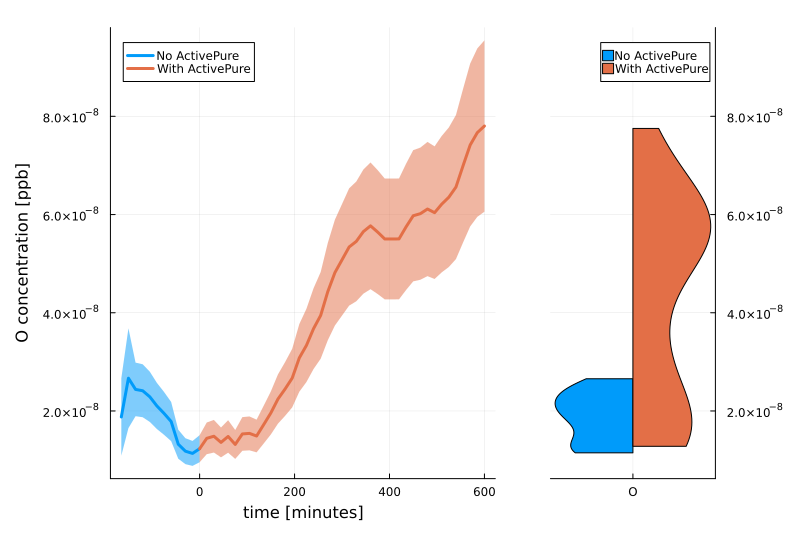 No ActivePure
With ActivePure
No ActivePure
With ActivePure
8.0×10⁻⁸
6.0×10⁻⁸
4.0×10⁻⁸
2.0×10⁻⁸
O concentration [ppb]
0
200
400
600
time [minutes]
8.0×10⁻⁸
6.0×10⁻⁸
4.0×10⁻⁸
2.0×10⁻⁸
O